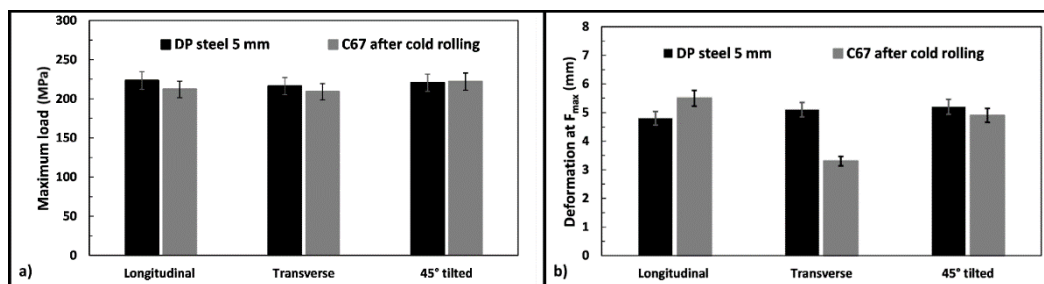 300
250
200
150
100
50
0
Maximum load (MPa)
DP steel 5 mm
C67 after cold rolling
Longitudinal
Transverse
45° tilted
a)
8
7
6
5
4
3
2
1
0
Deformation at Fmax (mm)
DP steel 5 mm
C67 after cold rolling
Longitudinal
Transverse
45° tilted
b)